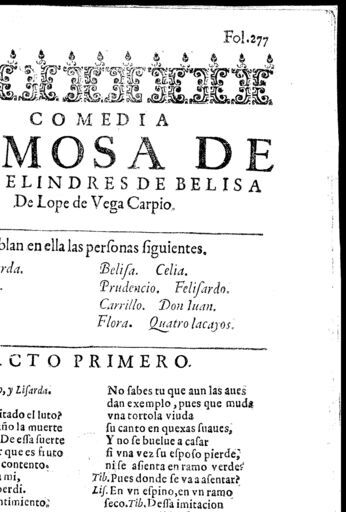 Fol.277
COMEDIA
MOSA DE
ELINDRES DE BELISA
De Lope de Vega Carpio.
blan en ella las perſonas ſiguientes.
rda.
Beliſa. Celia.
Prudencio. Feliſardo.
Carrillo. Don Iuan.
Flora. Quatro lacayos.
CTO PRIMERO.
, y Liſarda.
itado el luto?
ño la muerte
De eſſa ſuerte
r que es ſiuto
contento.
a mi,
perdi.
ntimiento;
No ſabes tu que aun las aues
dan exemplo, pues que muda
vna tortola viuda
ſu canto en quexas ſuaues,
Y no ſe buelue a caſar
ſi vna vez ſu eſpoſo pierde,
ni ſe aſienta en ramo verde?
Tib. Pues donde ſe va a aſentar?
Liſ. En vn eſpino, en vn ramo
ſeco. Tib. Deſſa imitacion